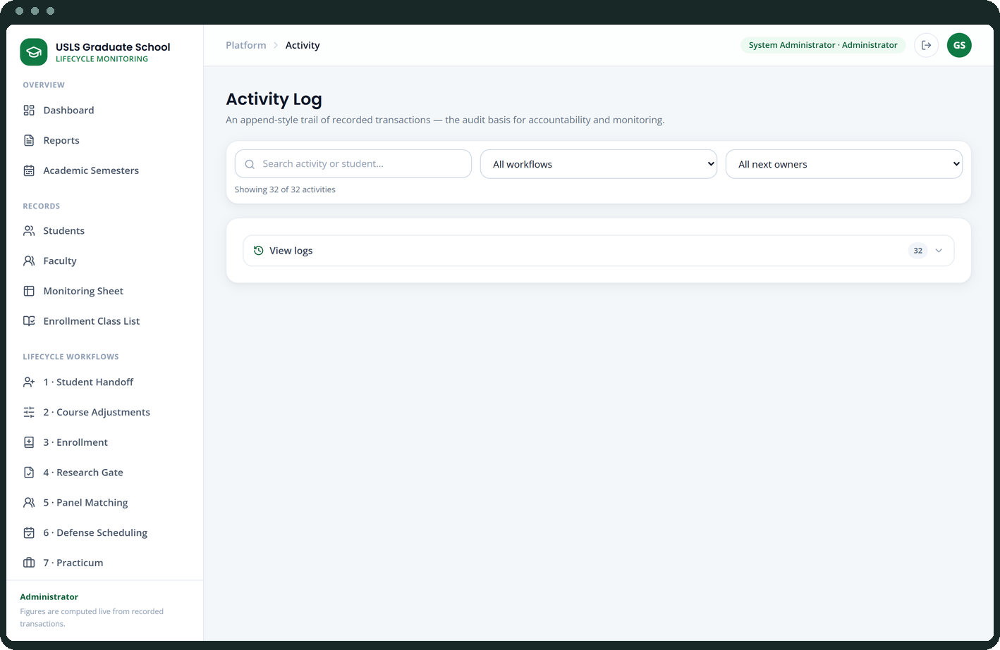 USLS Graduate School
LIFECYCLE MONITORING
OVERVIEW
Dashboard
Reports
Academic Semesters
RECORDS
Students
Faculty
Monitoring Sheet
Enrollment Class List
LIFECYCLE WORKFLOWS
1 · Student Handoff
2 · Course Adjustments
3 · Enrollment
4 · Research Gate
5 · Panel Matching
6 · Defense Scheduling
7 · Practicum
Administrator
Figures are computed live from recorded
transactions.
Platform > Activity
System Administrator · Administrator
GS
Activity Log
An append-style trail of recorded transactions — the audit basis for accountability and monitoring.
Search activity or student...
All workflows
All next owners
Showing 32 of 32 activities
View logs
32